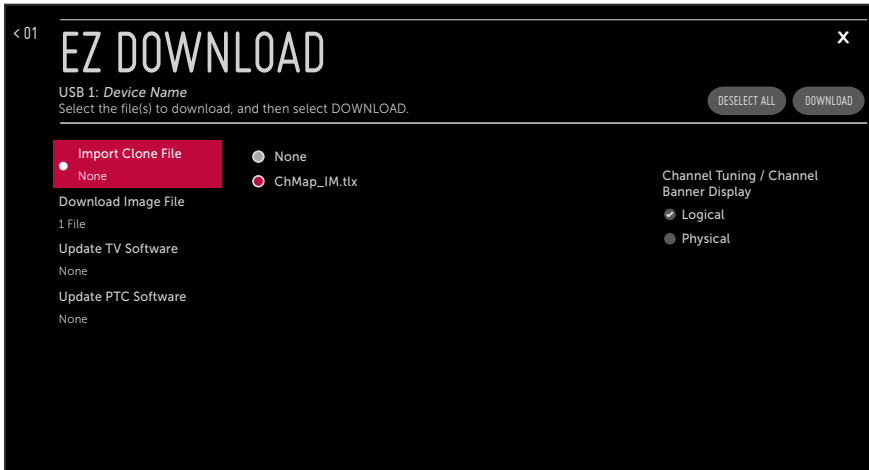 < 01
EZ DOWNLOAD
X
USB 1: Device Name
Select the file(s) to download, and then select DOWNLOAD.
DESELECT ALL
DOWNLOAD
Import Clone File
None
Download Image File
1 File
Update TV Software
None
Update PTC Software
None
None
ChMap_IM.tlx
Channel Tuning / Channel
Banner Display
Logical
Physical